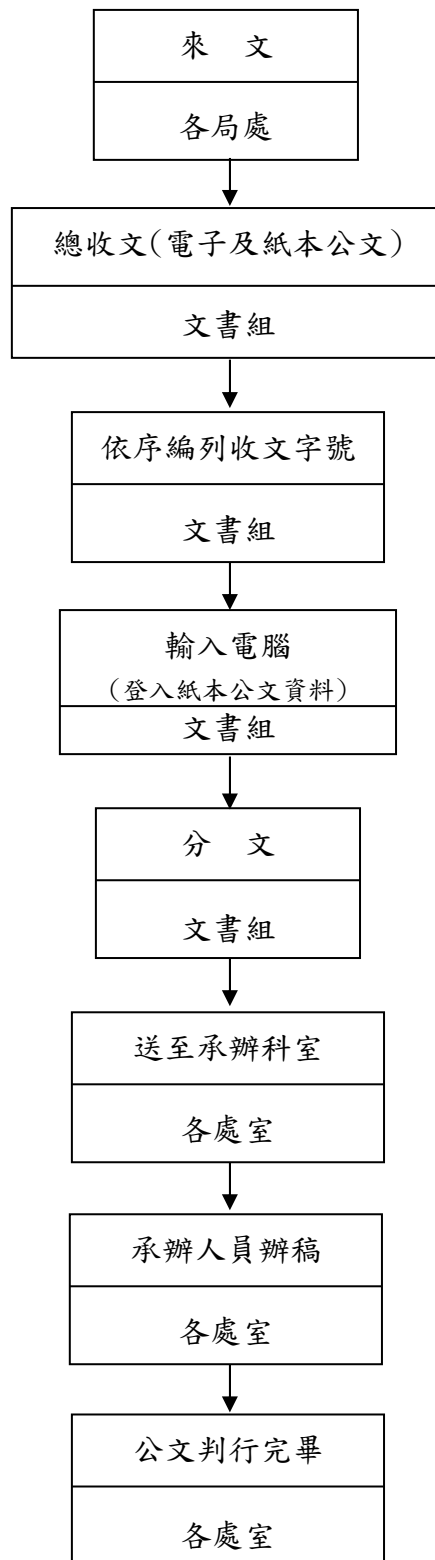 來　文
各局處
總收文(電子及紙本公文)
文書組
依序編列收文字號
文書組
輸入電腦
(登入紙本公文資料)
文書組
分　文
文書組
送至承辦科室
各處室
承辦人員辦稿
各處室
公文判行完畢
各處室